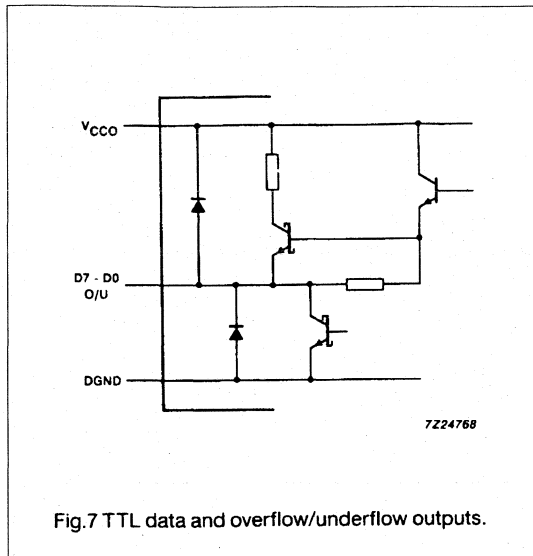 VCCO
D7 - D0
O/U
DGND
7Z24768
Fig.7 TTL data and overflow/underflow outputs.